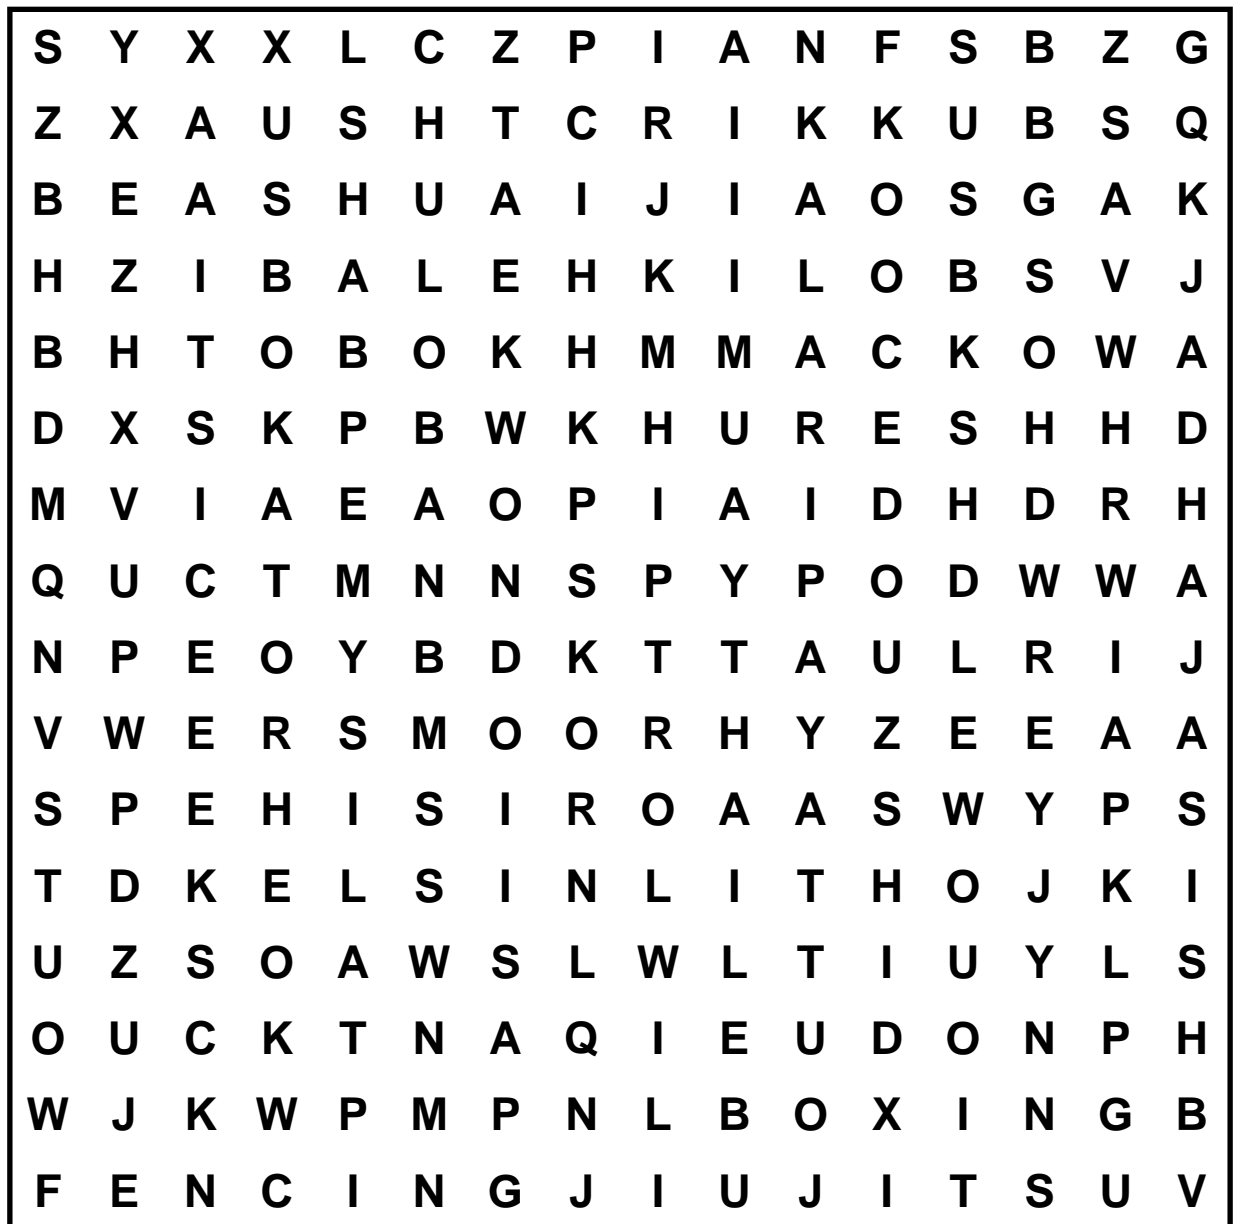 S Y X X L C Z P I A N F S B Z G
Z X A U S H T C R I K K U B S Q
B E A S H U A I J I A O S G A K
H Z I B A L E H K I L O B S V J
B H T O B O K H M M A C K O W A
D X S K P B W K H U R E S H H D
M V I A E A O P I A I D H D R H
Q U C T M N N S P Y P O D W W A
N P E O Y B D K T T A U L R I J
V W E R S M O O R H Y Z E E A A
S P E H I S I R O A A S W Y P S
T D K E L S I N L I T H O J K I
U Z S O A W S L W L T I U Y L S
O U C K T N A Q I E U D O N P H
W J K W P M P N L B O X I N G B
F E N C I N G J I U J I T S U V